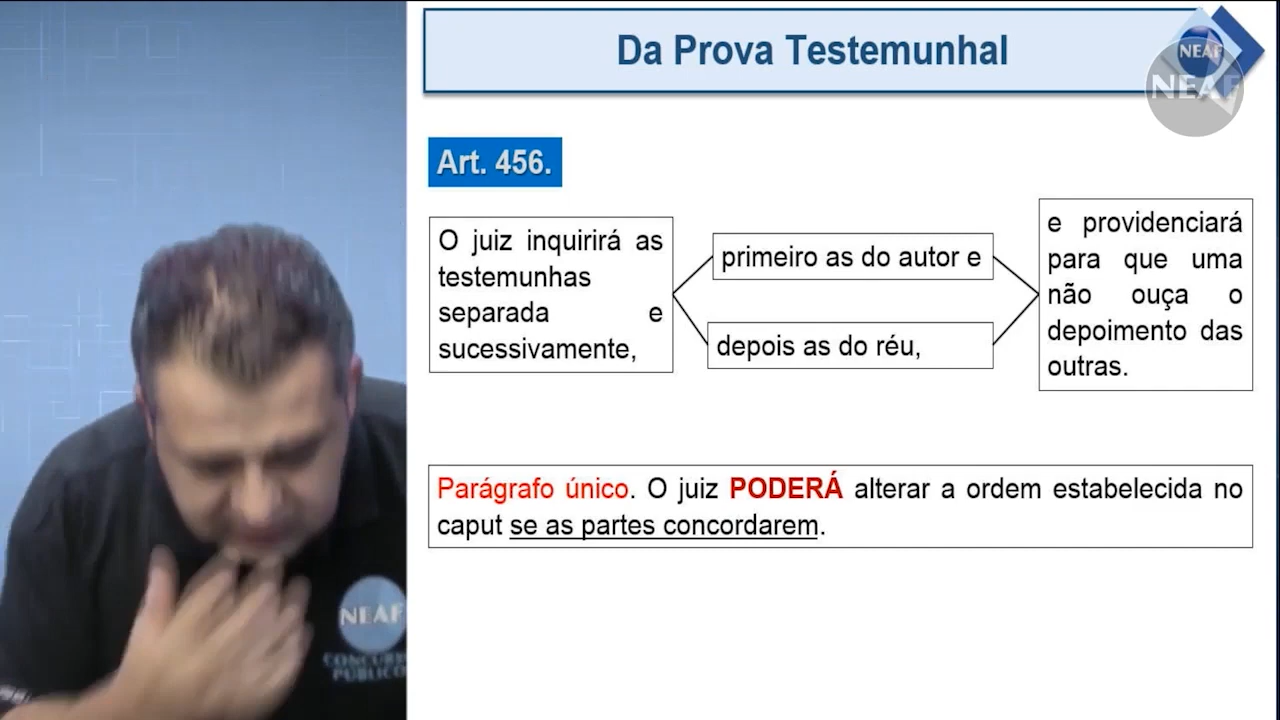 Da Prova Testemunhal
NEAF
NEAF
Art. 456.
O juiz inquirirá as
testemunhas
separada e
sucessivamente,
primeiro as do autor e
depois as do réu,
e providenciará
para que uma
não ouça o
depoimento das
outras.
Parágrafo único. O juiz PODERÁ alterar a ordem estabelecida no
caput se as partes concordarem.
NEAF
PÚBLICO